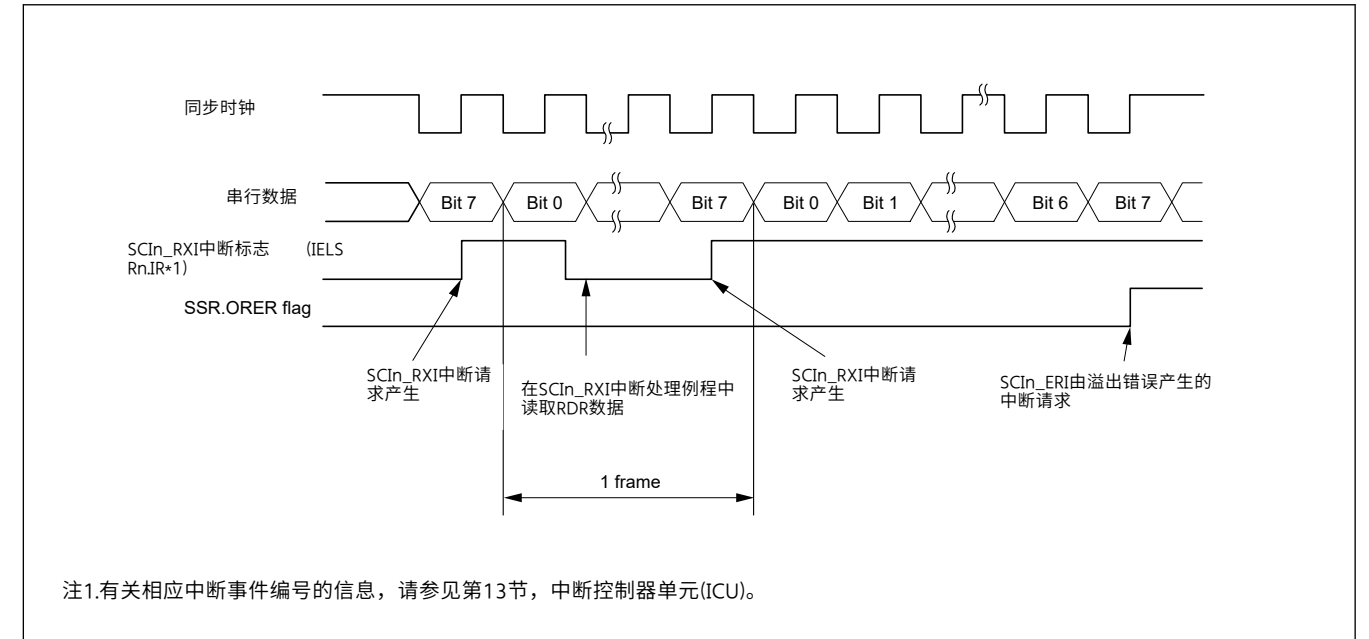 同步时钟
串行数据
Bit 7 Bit 0 Bit 7 Bit 0 Bit 1 Bit 6 Bit 7
SCIn_RXI中断标志 (IELS
Rn.IR*1)
SSR.ORER flag
SCIn_RXI中断请
求产生
在SCIn_RXI中断处理例程中
读取RDR数据
SCIn_RXI中断请
求产生
SCIn_ERI由溢出错误产生的
中断请求
1 frame
注1.有关相应中断事件编号的信息，请参见第13节，中断控制器单元(ICU)。